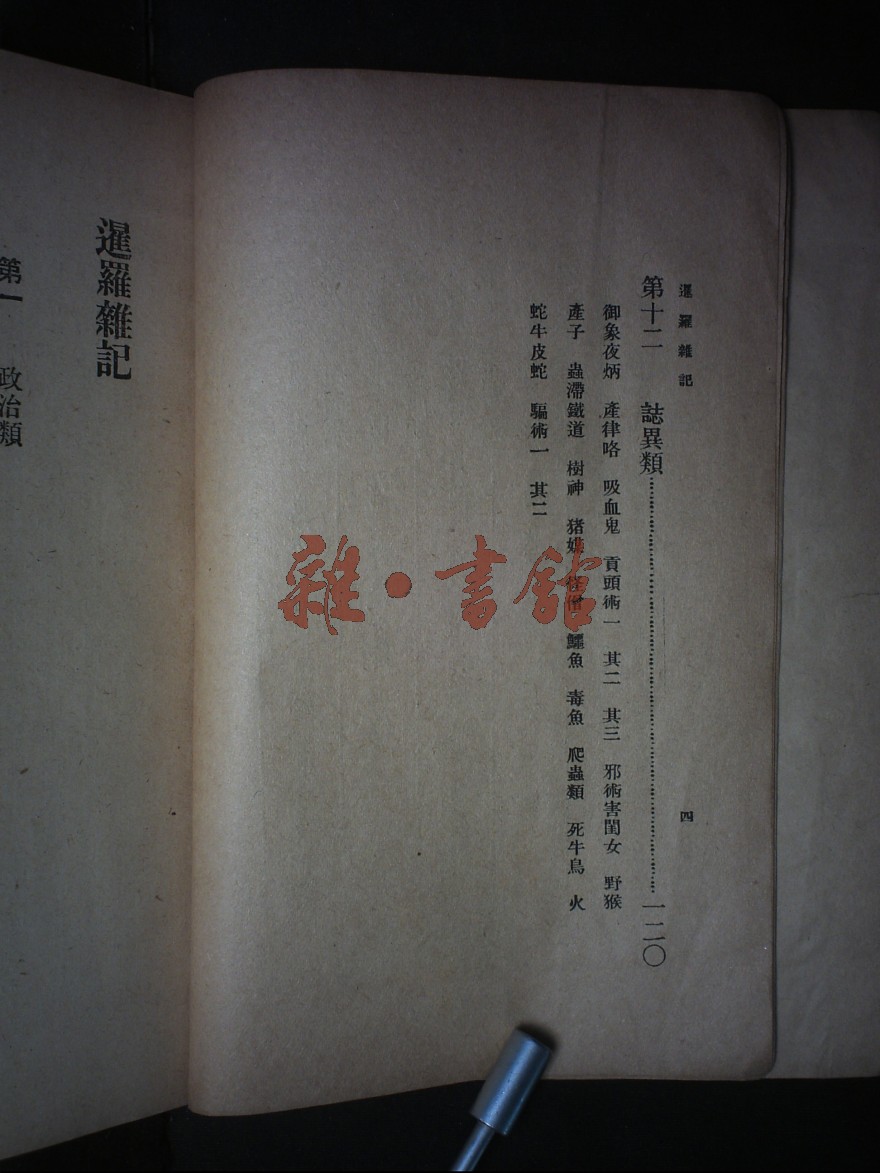 暹羅雜記
四
第十二 誌異類 一二〇
御象夜炳 產律咯 吸血鬼 貢頭術一 其二 其三 邪術害閨女 野猴
產子 蟲滯鐵道 樹神 猪 怪僧 鱷魚 毒魚 爬蟲類 死牛鳥 火
蛇牛皮蛇 騙術一 其二
暹羅雜記
第一 政治類
雜·書館